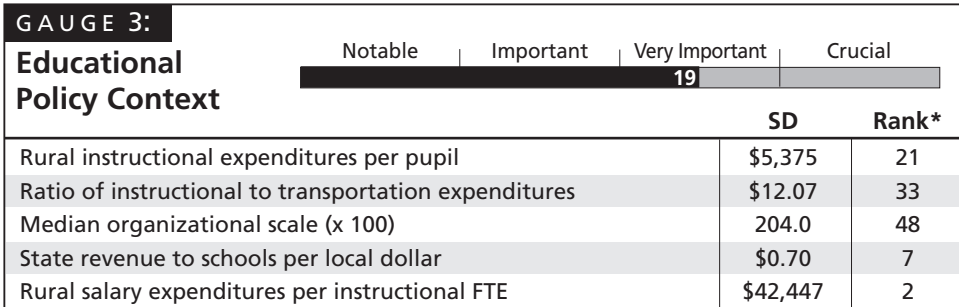 GAUGE 3:
Educational
Policy Context
Notable Important Very Important Crucial
19
SD Rank*
Rural instructional expenditures per pupil $5,375 21
Ratio of instructional to transportation expenditures $12.07 33
Median organizational scale (x 100) 204.0 48
State revenue to schools per local dollar $0.70 7
Rural salary expenditures per instructional FTE $42,447 2